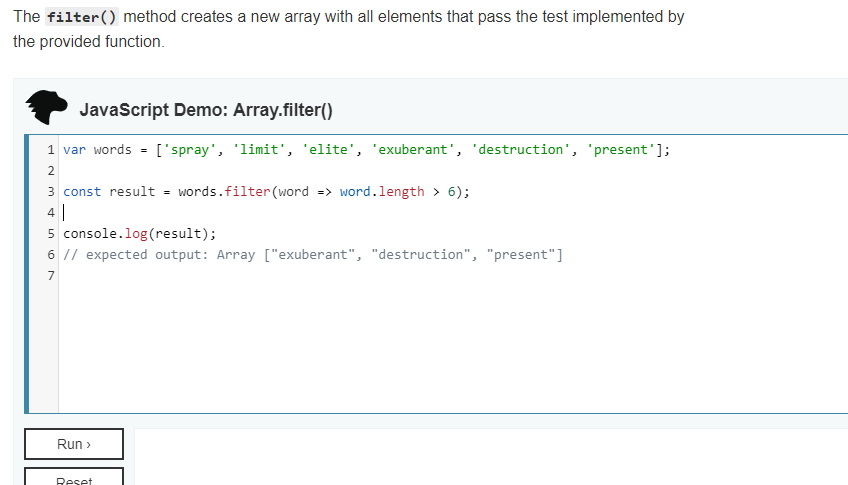 The filter() method creates a new array with all elements that pass the test implemented by
the provided function.
JavaScript Demo: Array.filter()
1 var words = ['spray', 'limit', 'elite', 'exuberant', 'destruction', 'present'];
2
3 const result = words.filter(word => word.length > 6);
4
5 console.log(result);
6 // expected output: Array ["exuberant", "destruction", "present"]
7
Run ›
Reset